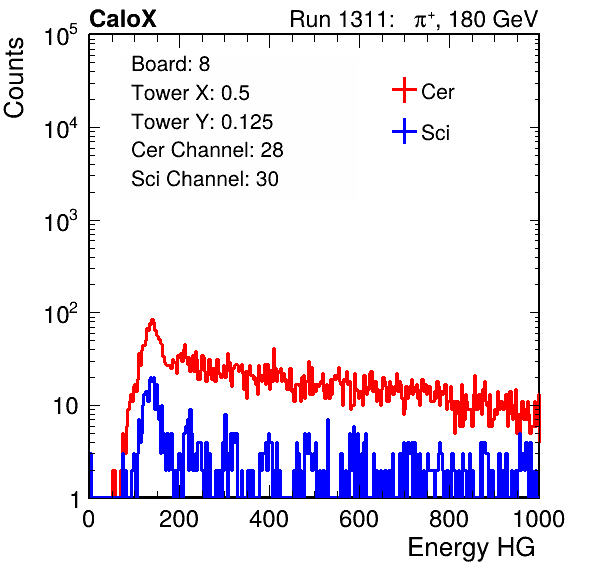 CaloX Run 1311: π⁺, 180 GeV
Counts
Board: 8
Tower X: 0.5
Tower Y: 0.125
Cer Channel: 28
Sci Channel: 30
Cer
Sci
10⁵
10⁴
10³
10²
10
1
0 200 400 600 800 1000
Energy HG